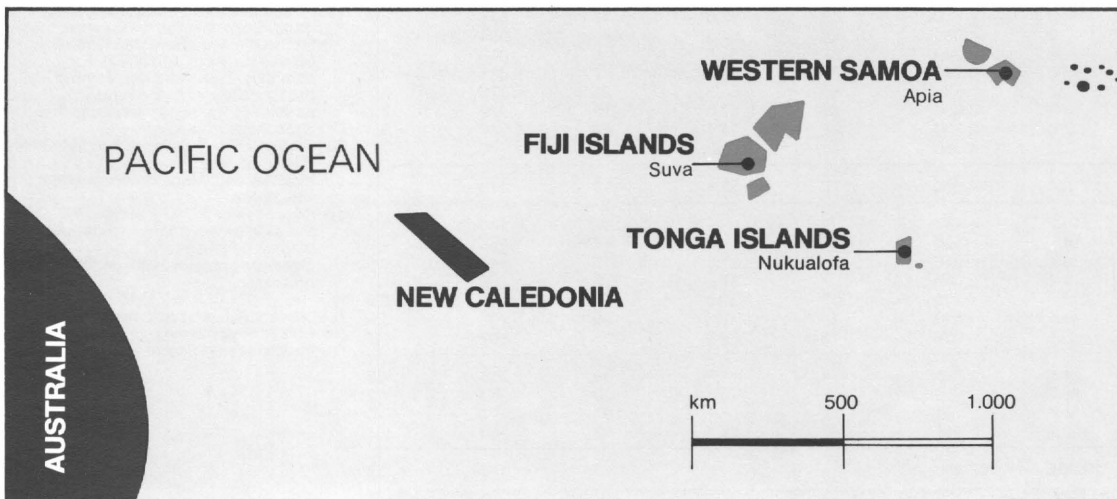 WESTERN SAMOA
Apia
FIJI ISLANDS
Suva
PACIFIC OCEAN
TONGA ISLANDS
Nukualofa
NEW CALEDONIA
AUSTRALIA
km 500 1.000